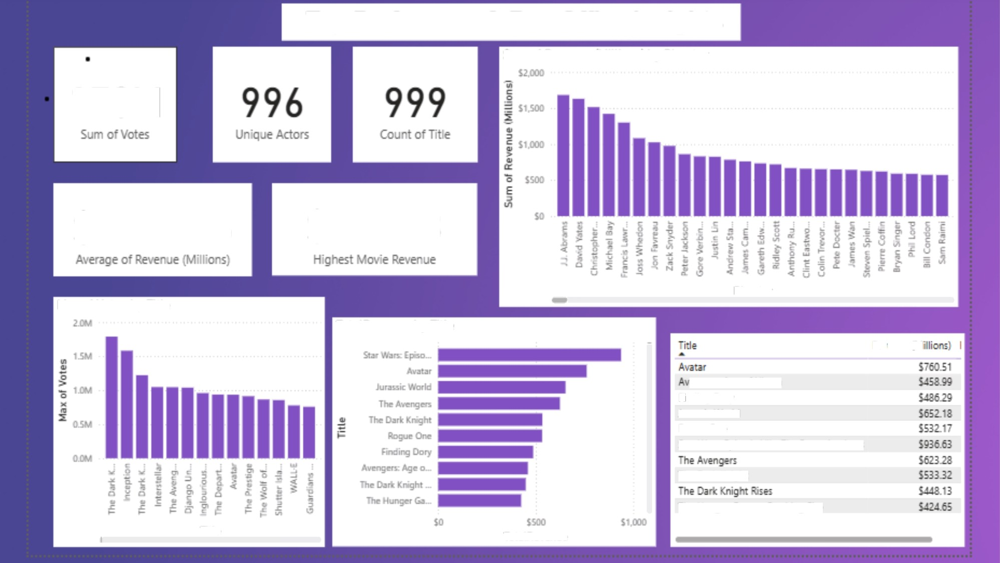 Sum of Votes
996
Unique Actors
999
Count of Title
Average of Revenue (Millions)
Highest Movie Revenue
Sum of Revenue (Millions)
$2,000
$1,500
$1,000
$500
$0
J.J. Abrams
David Yates
Christopher...
Michael Bay
Francis Lawr...
Joss Whedon
Jon Favreau
Zack Snyder
Peter Jackson
Gore Verbin...
Justin Lin
Andrew Sta...
James Cam...
Gareth Edw...
Ridley Scott
Anthony Ru...
Clint Eastwo...
Colin Trevor...
Pete Docter
James Wan
Steven Spiel...
Pierre Coffin
Bryan Singer
Phil Lord
Bill Condon
Sam Raimi
Max of Votes
2.0M
1.5M
1.0M
0.5M
0.0M
The Dark K...
Inception
The Dark K...
Interstellar
The Aveng...
Django Un...
Inglourious...
The Depart...
Avatar
The Prestige
The Wolf of...
Shutter Isla...
WALL·E
Guardians ...
Title
Star Wars: Episo...
Avatar
Jurassic World
The Avengers
The Dark Knight
Rogue One
Finding Dory
Avengers: Age o...
The Dark Knight ...
The Hunger Ga...
$0 $500 $1,000
Title illions)
Avatar $760.51
Av $458.99
$486.29
$652.18
$532.17
$936.63
The Avengers $623.28
$533.32
The Dark Knight Rises $448.13
$424.65